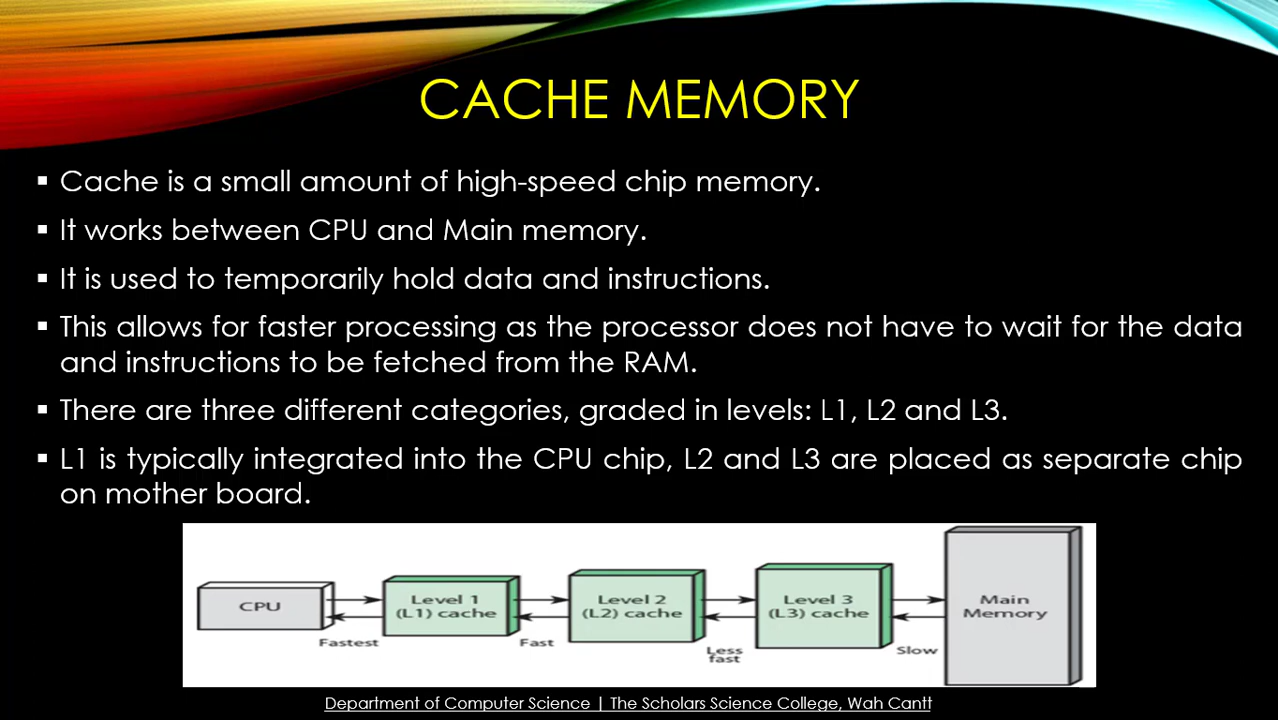 CACHE MEMORY
▪ Cache is a small amount of high-speed chip memory.
▪ It works between CPU and Main memory.
▪ It is used to temporarily hold data and instructions.
▪ This allows for faster processing as the processor does not have to wait for the data
and instructions to be fetched from the RAM.
▪ There are three different categories, graded in levels: L1, L2 and L3.
▪ L1 is typically integrated into the CPU chip, L2 and L3 are placed as separate chip
on mother board.
CPU
Fastest
Level 1
(L1) cache
Fast
Level 2
(L2) cache
Less
fast
Level 3
(L3) cache
Slow
Main
Memory
Department of Computer Science | The Scholars Science College, Wah Cantt